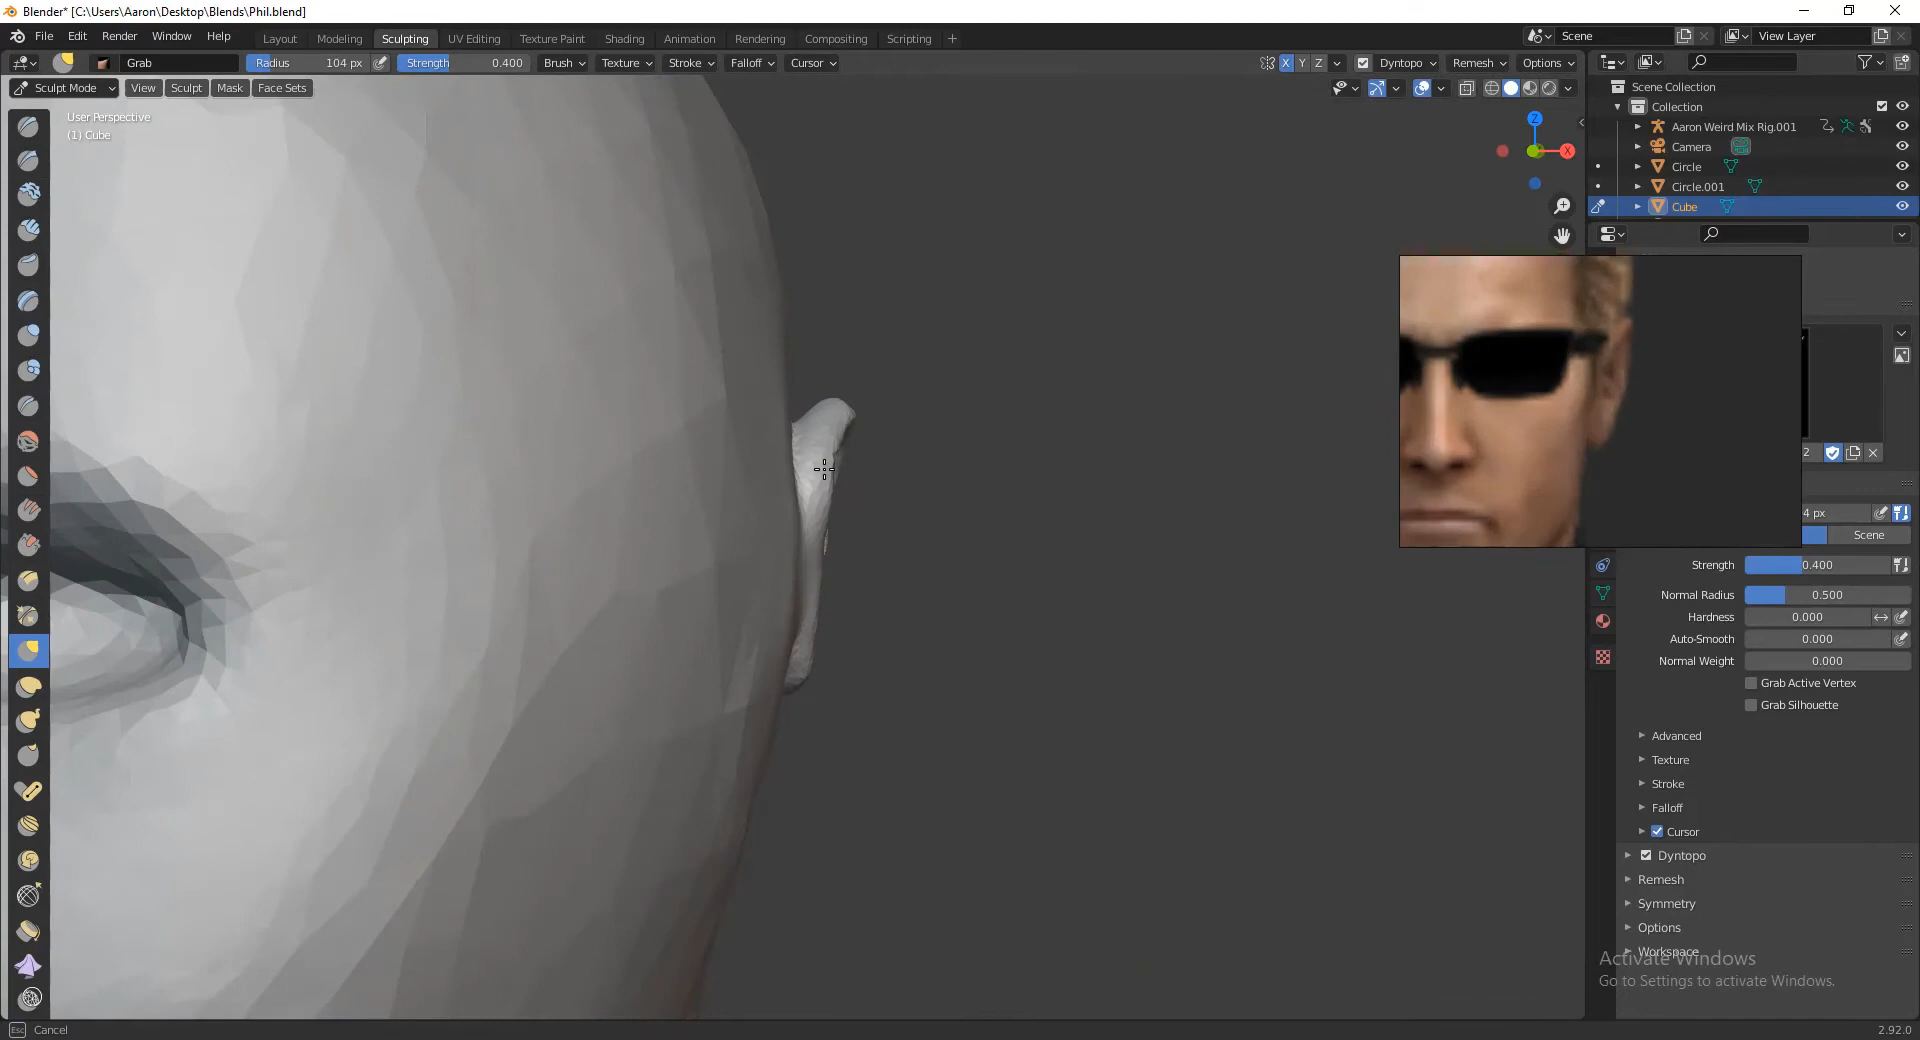 Blender* [C:\Users\Aaron\Desktop\Blends\Phil.blend]
File Edit Render Window Help
Layout Modeling Sculpting UV Editing Texture Paint Shading Animation Rendering Compositing Scripting +
Scene
View Layer
Grab Radius 104 px Strength 0.400 Brush Texture Stroke Falloff Cursor
X Y Z Dyntopo Remesh Options
Sculpt Mode View Sculpt Mask Face Sets
User Perspective
(1) Cube
Z
X
Scene Collection
Collection
Aaron Weird Mix Rig.001
Camera
Circle
Circle.001
Cube
2
4 px
Scene
Strength 0.400
Normal Radius 0.500
Hardness 0.000
Auto-Smooth 0.000
Normal Weight 0.000
Grab Active Vertex
Grab Silhouette
Advanced
Texture
Stroke
Falloff
Cursor
Dyntopo
Remesh
Symmetry
Options
Workspace
Activate Windows
Go to Settings to activate Windows.
Esc Cancel
2.92.0